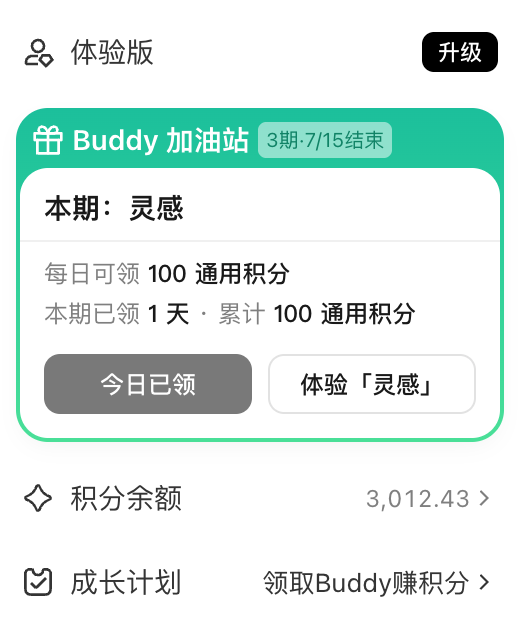 体验版 升级
Buddy 加油站 3期·7/15结束
本期：灵感
每日可领 100 通用积分
本期已领 1 天 · 累计 100 通用积分
今日已领 体验「灵感」
积分余额 3,012.43
成长计划 领取Buddy赚积分